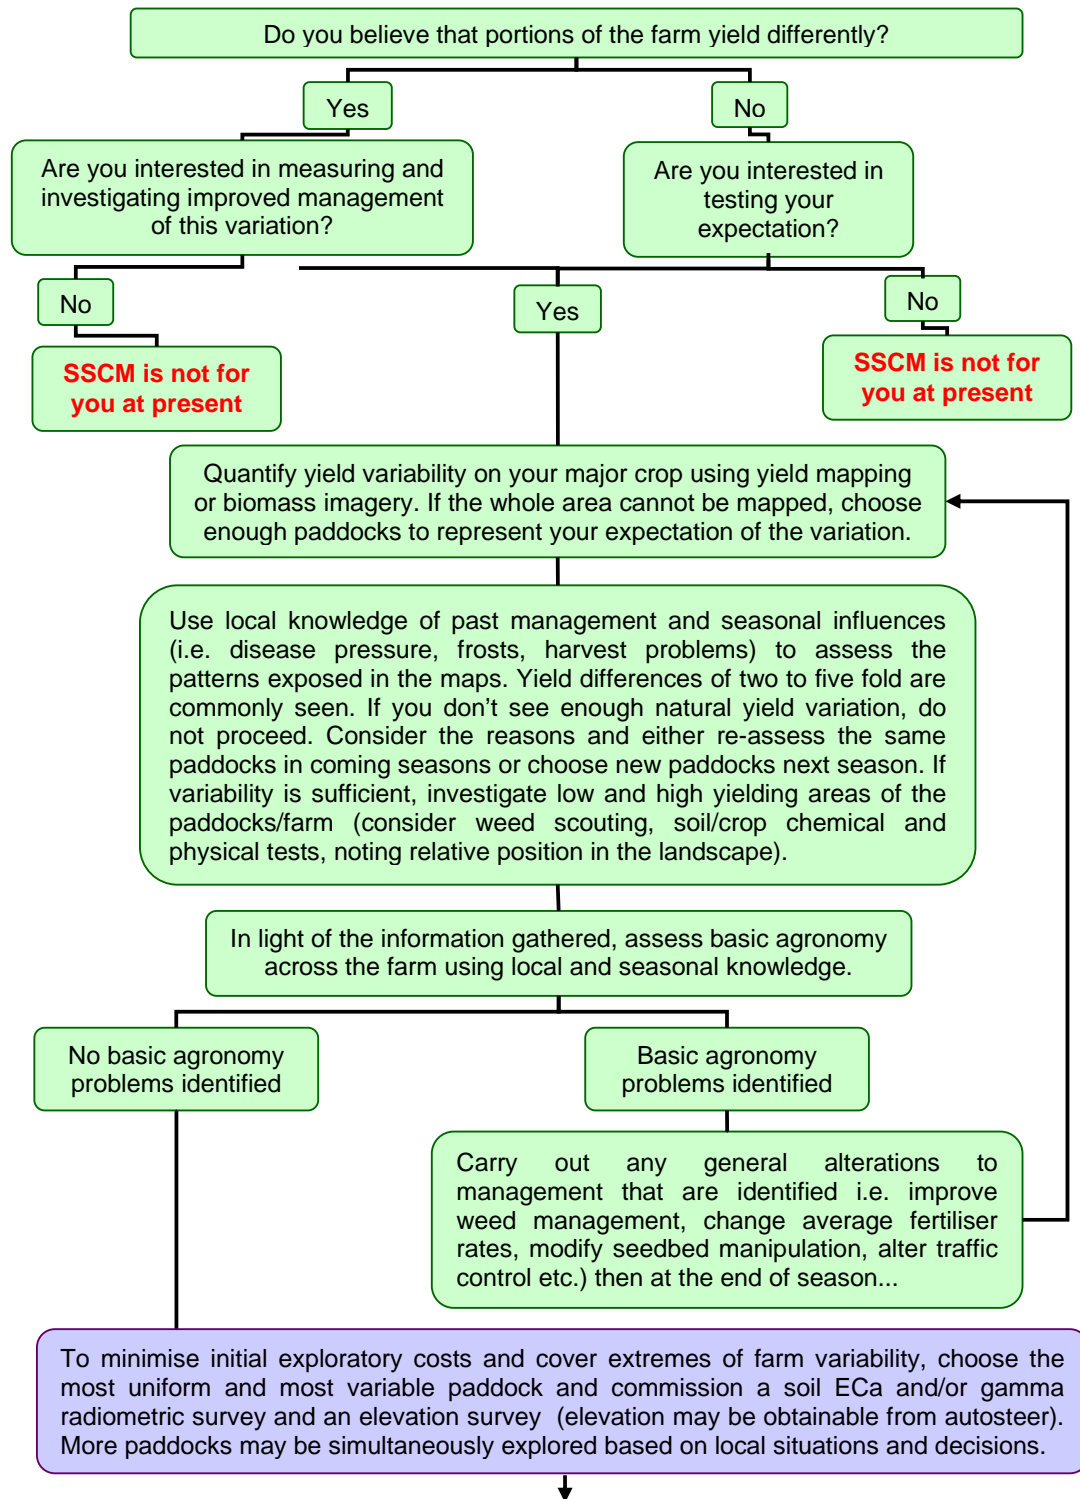 Do you believe that portions of the farm yield differently?
Yes
No
Are you interested in measuring and
investigating improved management
of this variation?
Are you interested in
testing your
expectation?
No
Yes
No
SSCM is not for
you at present
SSCM is not for
you at present
Quantify yield variability on your major crop using yield mapping
or biomass imagery. If the whole area cannot be mapped, choose
enough paddocks to represent your expectation of the variation.
Use local knowledge of past management and seasonal influences
(i.e. disease pressure, frosts, harvest problems) to assess the
patterns exposed in the maps. Yield differences of two to five fold are
commonly seen. If you don’t see enough natural yield variation, do
not proceed. Consider the reasons and either re-assess the same
paddocks in coming seasons or choose new paddocks next season. If
variability is sufficient, investigate low and high yielding areas of the
paddocks/farm (consider weed scouting, soil/crop chemical and
physical tests, noting relative position in the landscape).
In light of the information gathered, assess basic agronomy
across the farm using local and seasonal knowledge.
No basic agronomy
problems identified
Basic agronomy
problems identified
Carry out any general alterations to
management that are identified i.e. improve
weed management, change average fertiliser
rates, modify seedbed manipulation, alter traffic
control etc.) then at the end of season...
To minimise initial exploratory costs and cover extremes of farm variability, choose the
most uniform and most variable paddock and commission a soil ECa and/or gamma
radiometric survey and an elevation survey (elevation may be obtainable from autosteer).
More paddocks may be simultaneously explored based on local situations and decisions.